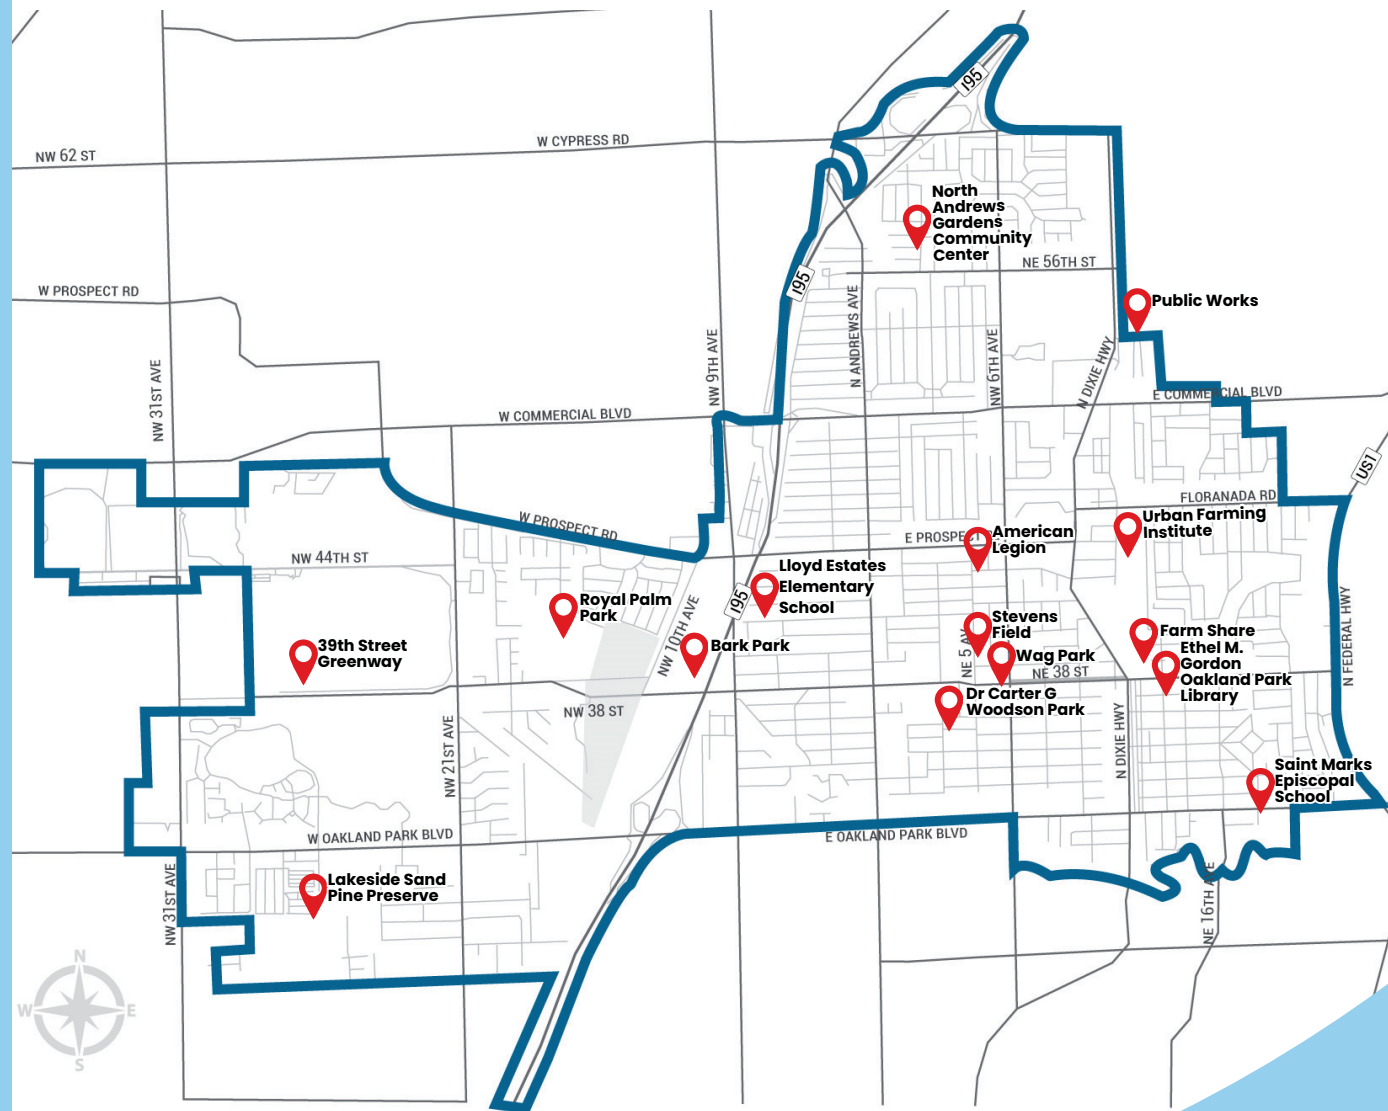 I95
W CYPRESS RD
NW 62 ST
North
Andrews
Gardens
Community
Center
NE 56TH ST
I95
W PROSPECT RD
Public Works
N ANDREWS AVE
NW 9TH AVE
NW 6TH AVE
N DIXIE HWY
NW 31ST AVE
E COMMERCIAL BLVD
W COMMERCIAL BLVD
US1
FLORANADA RD
W PROSPECT RD
Urban Farming
Institute
E PROSPECT R
American
Legion
NW 44TH ST
Lloyd Estates
Elementary
School
I95
Royal Palm
Park
NW 10TH AVE
Bark Park
39th Street
Greenway
Stevens
Field
NE 5 AV
Wag Park
NE 38 ST
Farm Share
Ethel M.
Gordon
Oakland Park
Library
N FEDERAL HWY
Dr Carter G
Woodson Park
NW 38 ST
NW 21ST AVE
N DIXIE HWY
Saint Marks
Episcopal
School
W OAKLAND PARK BLVD
E OAKLAND PARK BLVD
Lakeside Sand
Pine Preserve
NW 31ST AVE
NE 16TH AVE
N
W
E
S